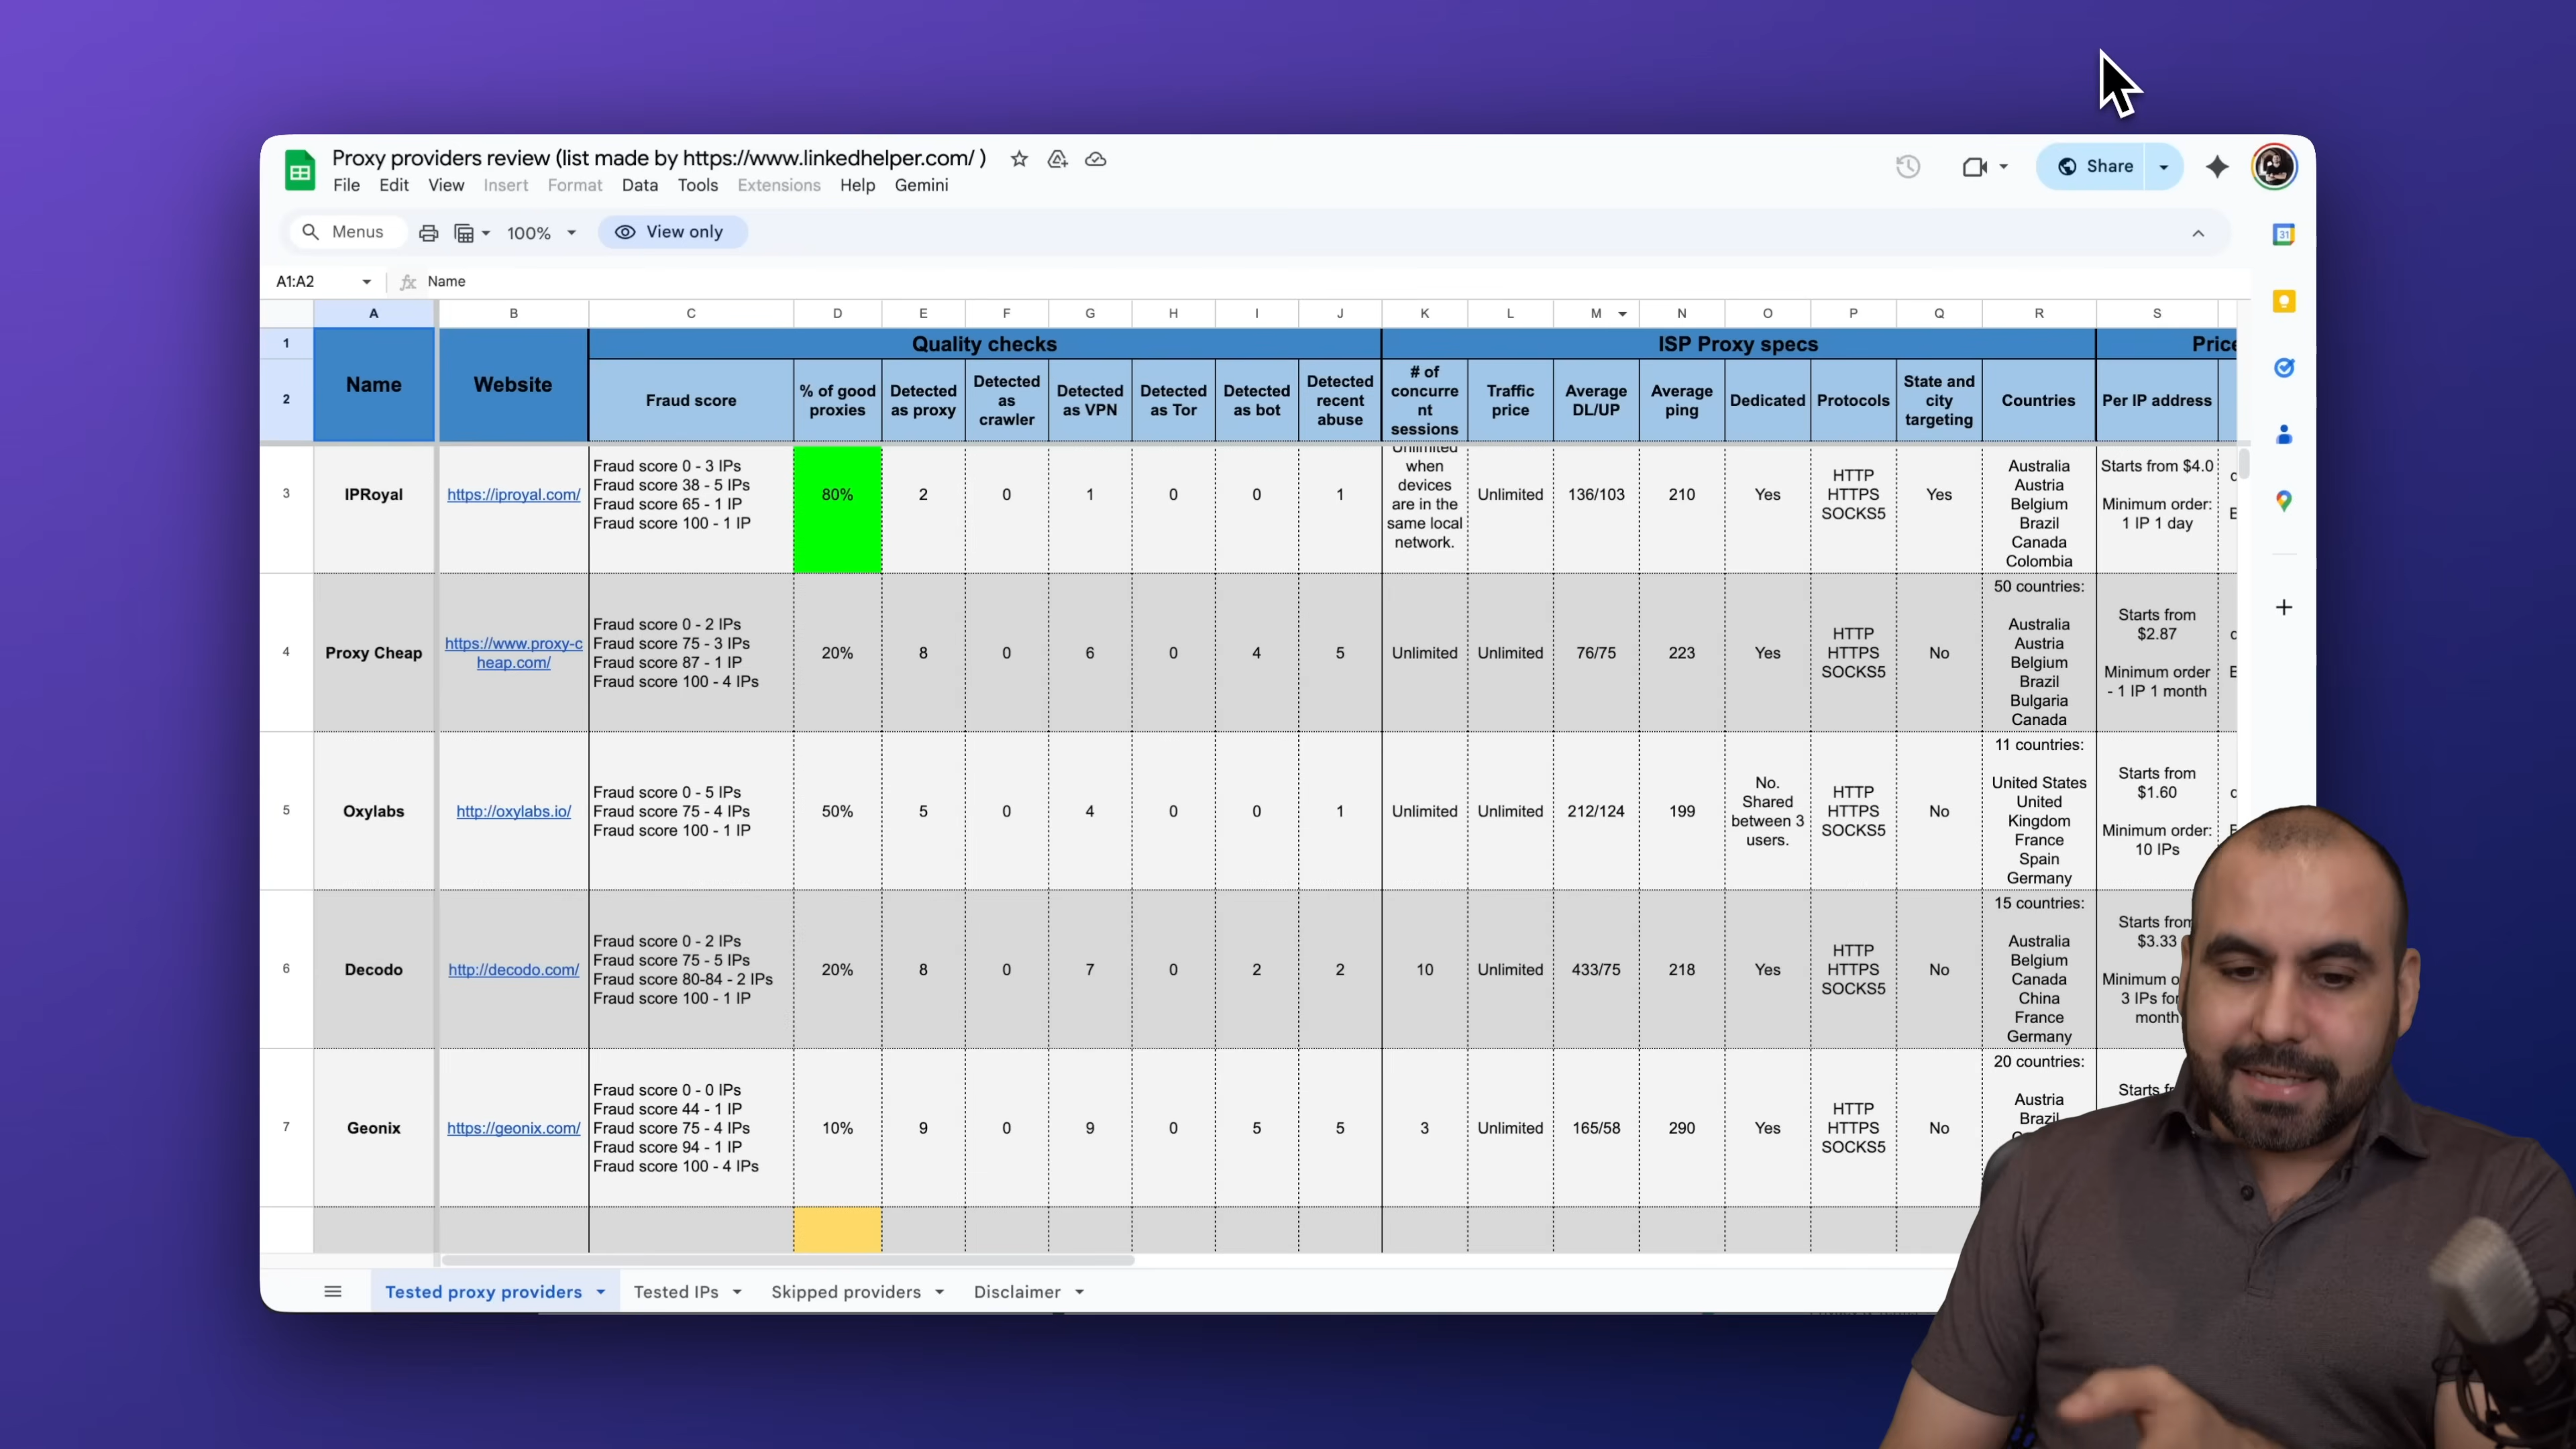 Proxy providers review (list made by https://www.linkedhelper.com/ )
File Edit View Insert Format Data Tools Extensions Help Gemini
Share
Menus 100% View only
31
A1:A2 fx Name
A B C D E F G H I J K L M N O P Q R S
1 Quality checks ISP Proxy specs
2 Name Website Fraud score % of good proxies Detected as proxy Detected as crawler Detected as VPN Detected as Tor Detected as bot Detected recent abuse # of concurrent sessions Traffic price Average DL/UP Average ping Dedicated Protocols State and city targeting Countries Per IP address
3 IPRoyal https://iproyal.com/
Fraud score 0 - 3 IPs
Fraud score 38 - 5 IPs
Fraud score 65 - 1 IP
Fraud score 100 - 1 IP
80% 2 0 1 0 0 1
Unlimited
when
devices
are in the
same local
network.
Unlimited 136/103 210 Yes
HTTP
HTTPS
SOCKS5
Yes
Australia
Austria
Belgium
Brazil
Canada
Colombia
Starts from $4.0
Minimum order:
1 IP 1 day
4 Proxy Cheap
https://www.proxy-c
heap.com/
Fraud score 0 - 2 IPs
Fraud score 75 - 3 IPs
Fraud score 87 - 1 IP
Fraud score 100 - 4 IPs
20% 8 0 6 0 4 5 Unlimited Unlimited 76/75 223 Yes
HTTP
HTTPS
SOCKS5
No
50 countries:
Australia
Austria
Belgium
Brazil
Bulgaria
Canada
Starts from
$2.87
Minimum order
- 1 IP 1 month
5 Oxylabs http://oxylabs.io/
Fraud score 0 - 5 IPs
Fraud score 75 - 4 IPs
Fraud score 100 - 1 IP
50% 5 0 4 0 0 1 Unlimited Unlimited 212/124 199
No.
Shared
between 3
users.
HTTP
HTTPS
SOCKS5
No
11 countries:
United States
United
Kingdom
France
Spain
Germany
Starts from
$1.60
Minimum order:
10 IPs
6 Decodo http://decodo.com/
Fraud score 0 - 2 IPs
Fraud score 75 - 5 IPs
Fraud score 80-84 - 2 IPs
Fraud score 100 - 1 IP
20% 8 0 7 0 2 2 10 Unlimited 433/75 218 Yes
HTTP
HTTPS
SOCKS5
No
15 countries:
Australia
Belgium
Canada
China
France
Germany
Starts from
$3.33
Minimum
3 IPs
month
7 Geonix https://geonix.com/
Fraud score 0 - 0 IPs
Fraud score 44 - 1 IP
Fraud score 75 - 4 IPs
Fraud score 94 - 1 IP
Fraud score 100 - 4 IPs
10% 9 0 9 0 5 5 3 Unlimited 165/58 290 Yes
HTTP
HTTPS
SOCKS5
No
20 countries:
Austria
Brazil
Starts
Tested proxy providers Tested IPs Skipped providers Disclaimer